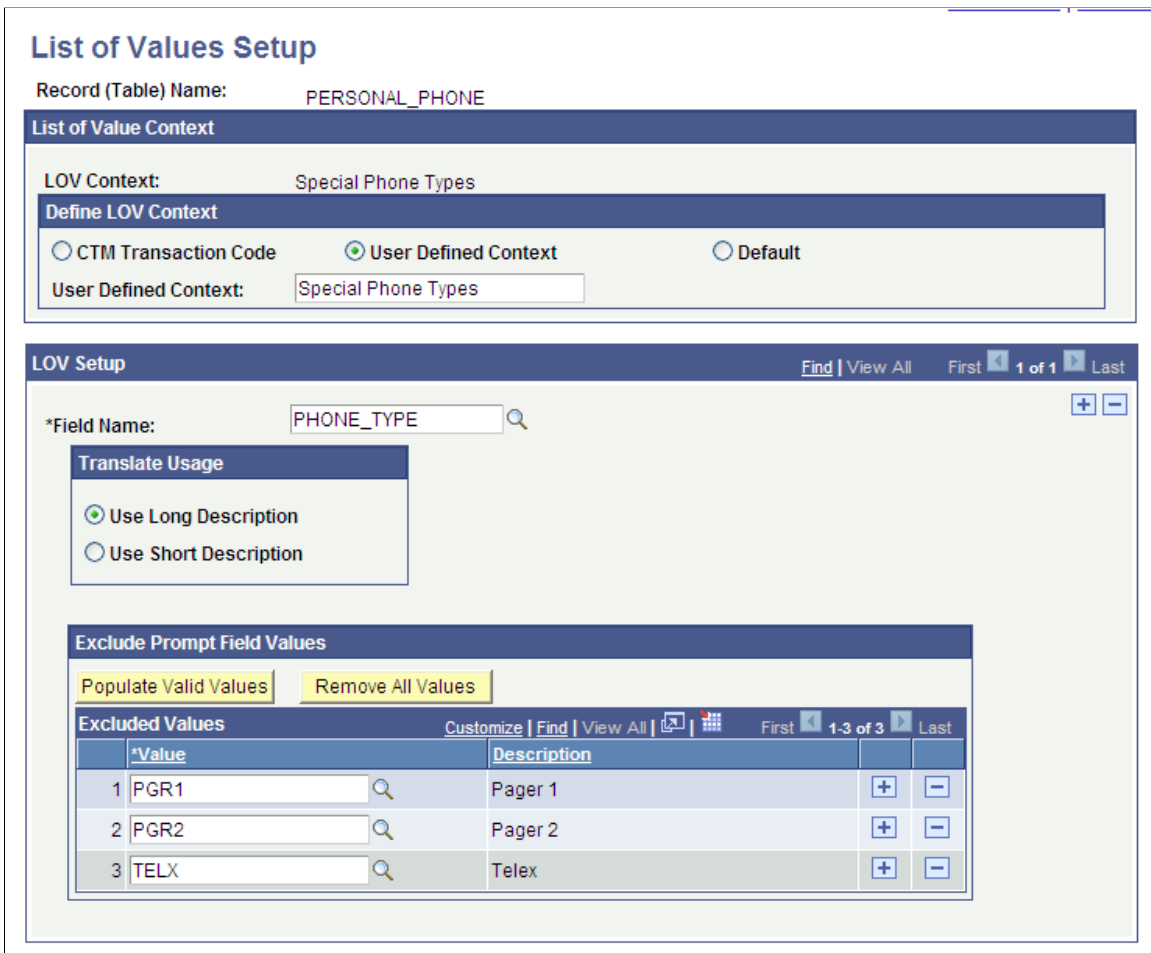 List of Values Setup
Record (Table) Name: PERSONAL_PHONE
List of Value Context
LOV Context: Special Phone Types
Define LOV Context
CTM Transaction Code User Defined Context Default
User Defined Context: Special Phone Types
LOV Setup Find | View All First 1 of 1 Last
*Field Name: PHONE_TYPE
Translate Usage
Use Long Description
Use Short Description
Exclude Prompt Field Values
Populate Valid Values Remove All Values
Excluded Values Customize | Find | View All | | First 1-3 of 3 Last
*Value Description
1 PGR1 Pager 1
2 PGR2 Pager 2
3 TELX Telex